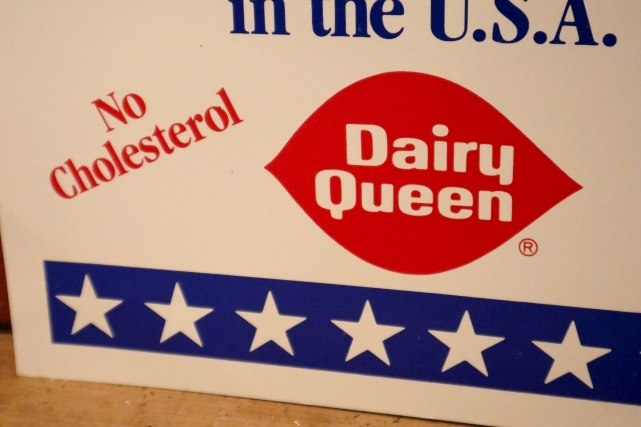 in the U.S.A.
No
Cholesterol
Dairy
Queen
®